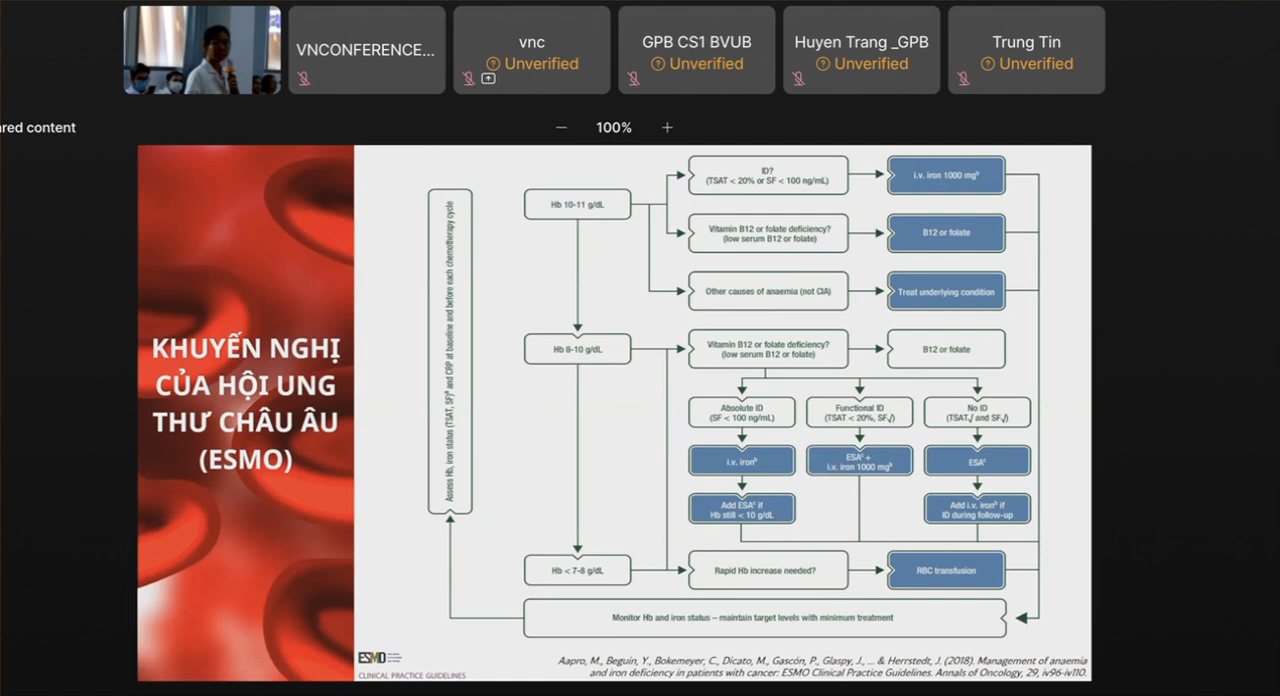 VNCONFERENCE...
vnc
Unverified
GPB CS1 BVUB
Unverified
Huyen Trang _GPB
Unverified
Trung Tin
Unverified
ared content
100%
KHUYẾN NGHỊ
CỦA HỘI UNG
THƯ CHÂU ÂU
(ESMO)
Assess Hb, iron status (TSAT, SF)ᵃ and CRP at baseline and before each chemotherapy cycle
Hb 10-11 g/dL
ID?
(TSAT < 20% or SF < 100 ng/mL)
i.v. iron 1000 mgᵇ
Vitamin B12 or folate deficiency?
(low serum B12 or folate)
B12 or folate
Other causes of anaemia (not CIA)
Treat underlying condition
Hb 8-10 g/dL
Vitamin B12 or folate deficiency?
(low serum B12 or folate)
B12 or folate
Absolute ID
(SF < 100 ng/mL)
Functional ID
(TSAT < 20%, SF√)
No ID
(TSAT√ and SF√)
i.v. ironᵇ
ESAᶜ +
i.v. iron 1000 mgᵇ
ESAᶜ
Add ESAᶜ if
Hb still < 10 g/dL
Add i.v. ironᵇ if
ID during follow-up
Hb < 7-8 g/dL
Rapid Hb increase needed?
RBC transfusion
Monitor Hb and iron status – maintain target levels with minimum treatment
ESMO
CLINICAL PRACTICE GUIDELINES
Aapro, M., Beguin, Y., Bokemeyer, C., Dicato, M., Gascón, P., Glaspy, J., ... & Herrstedt, J. (2018). Management of anaemia
and iron deficiency in patients with cancer: ESMO Clinical Practice Guidelines. Annals of Oncology, 29, iv96-iv110.